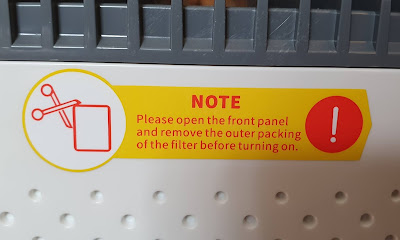 NOTE
Please open the front panel
and remove the outer packing
of the filter before turning on.